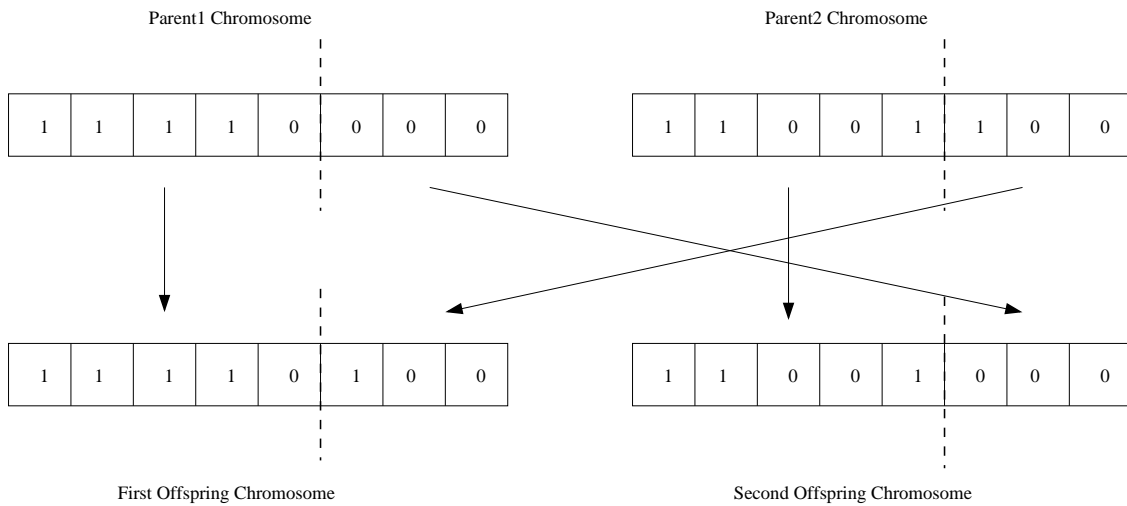 Parent1 Chromosome Parent2 Chromosome
1 1 1 1 0 0 0 0 1 1 0 0 1 1 0 0
1 1 1 1 0 1 0 0 1 1 0 0 1 0 0 0
First Offspring Chromosome Second Offspring Chromosome